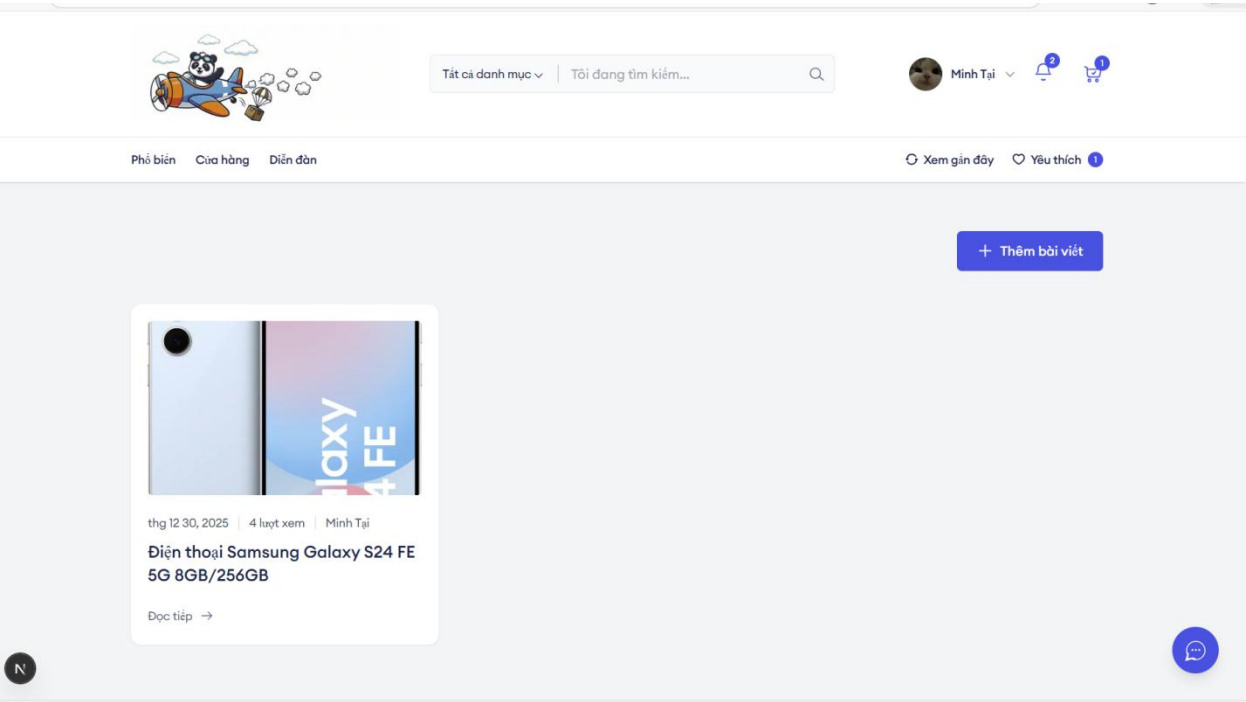 Tất cả danh mục
Tôi đang tìm kiếm...
Minh Tại
2
1
Phổ biến
Cửa hàng
Diễn đàn
Xem gần đây
Yêu thích 1
+ Thêm bài viết
laxy
4 FE
thg 12 30, 2025 | 4 lượt xem | Minh Tại
Điện thoại Samsung Galaxy S24 FE
5G 8GB/256GB
Đọc tiếp →
N